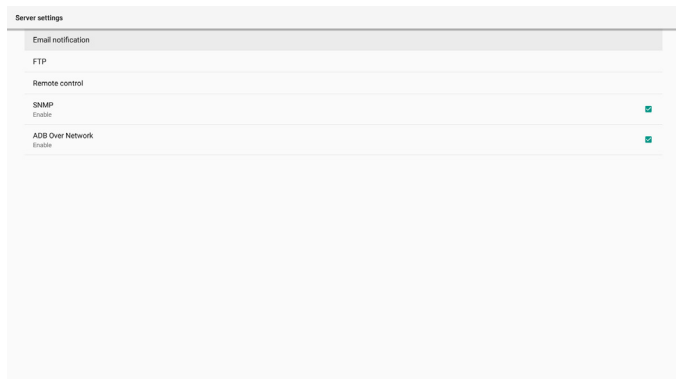 Server settings
Email notification
FTP
Remote control
SNMP
Enable
ADB Over Network
Enable